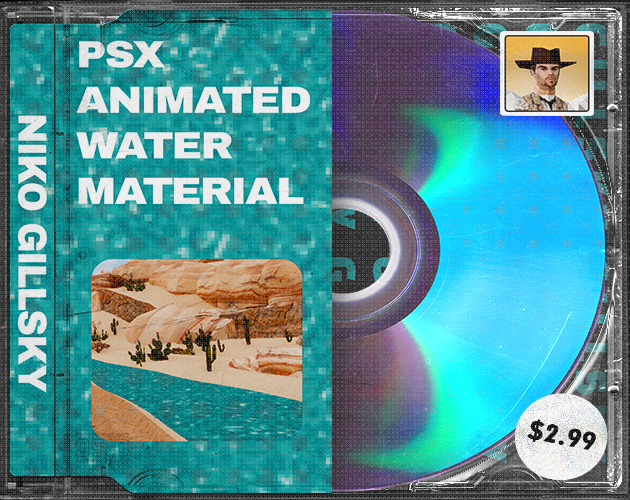 PSX
ANIMATED
WATER
MATERIAL
NIKO GILLSKY
$2.99